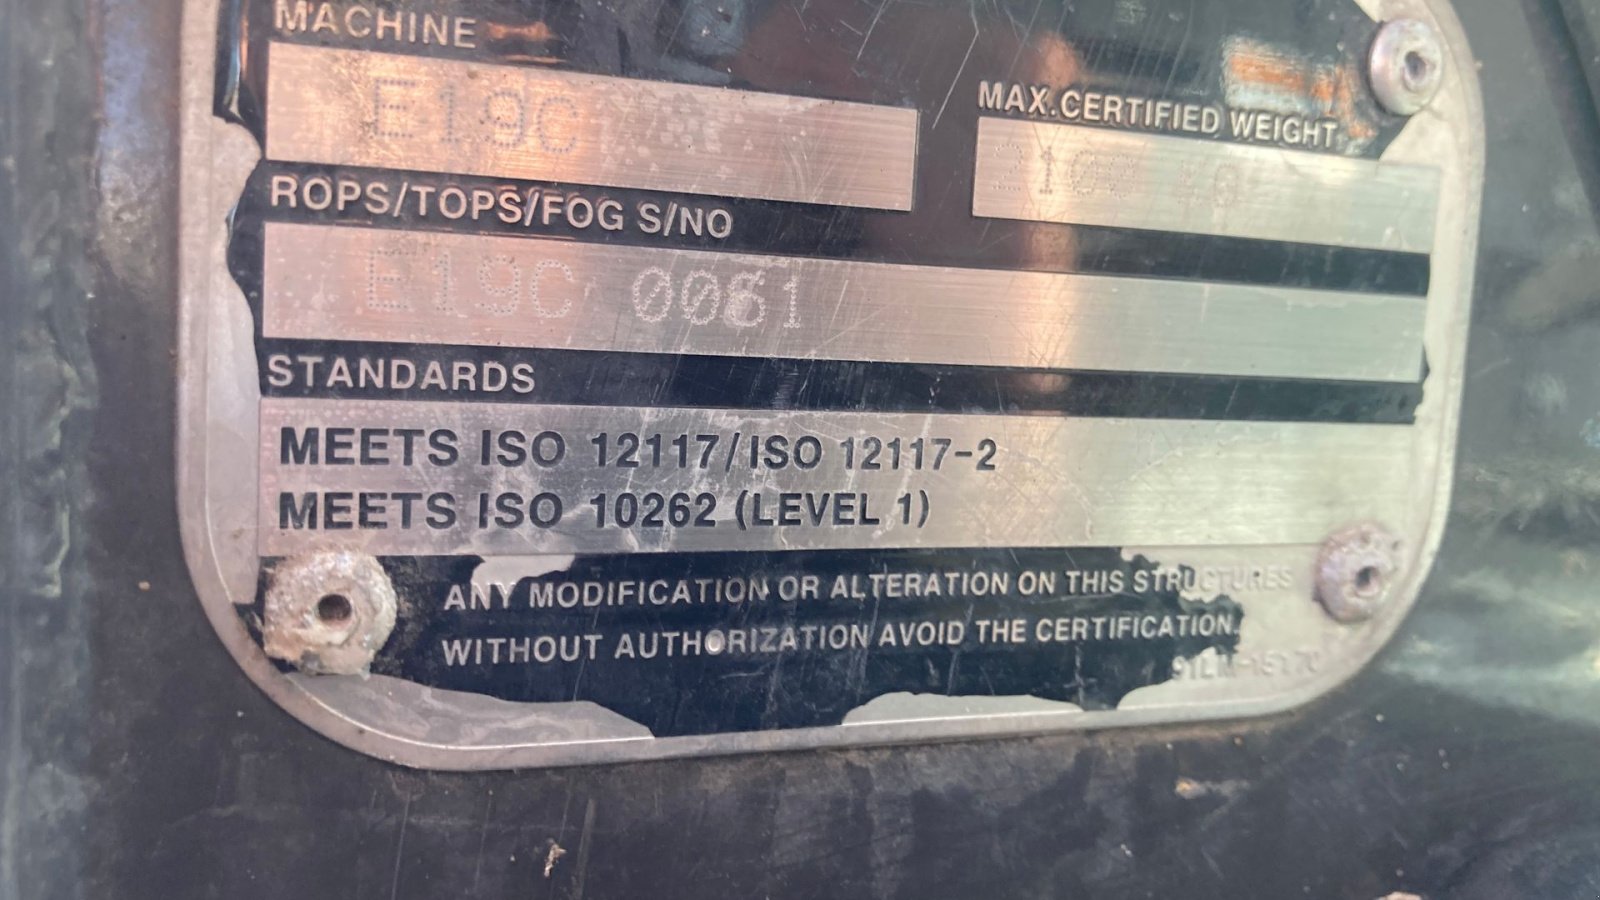 MACHINE
E19C
MAX.CERTIFIED WEIGHT
ROPS/TOPS/FOG S/NO
E19C
STANDARDS
MEETS ISO 12117/ISO 12117-2
MEETS ISO 10262 (LEVEL 1)
ANY MODIFICATION OR ALTERATION ON THIS STRUCTURES
WITHOUT AUTHORIZATION AVOID THE CERTIFICATION.